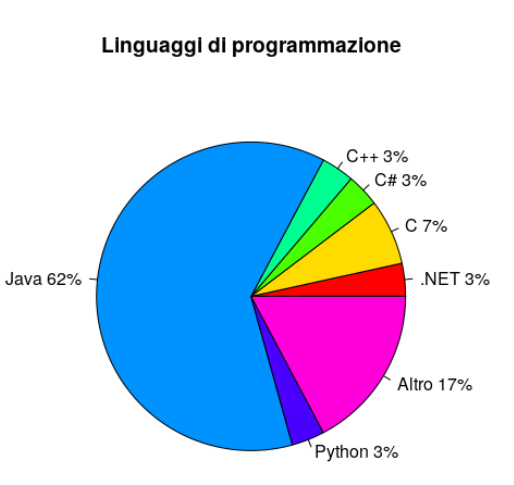 Linguaggi di programmazione
C++ 3%
C# 3%
C 7%
Java 62%
.NET 3%
Altro 17%
Python 3%